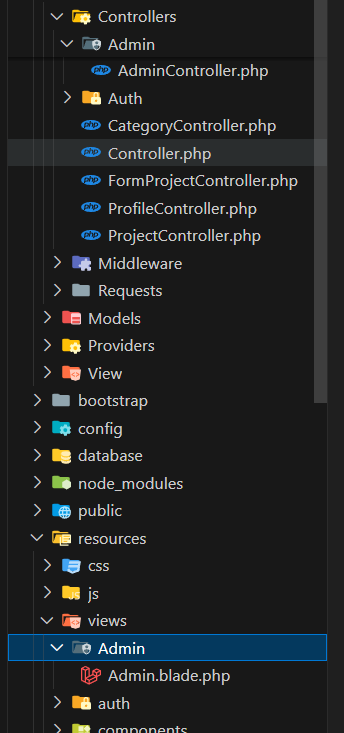 Controllers
Admin
AdminController.php
Auth
CategoryController.php
Controller.php
FormProjectController.php
ProfileController.php
ProjectController.php
Middleware
Requests
Models
Providers
View
bootstrap
config
database
node_modules
public
resources
css
js
views
Admin
Admin.blade.php
auth
components